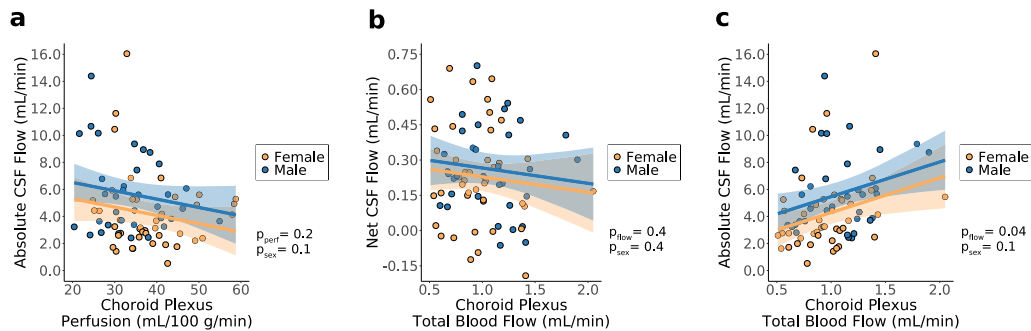 a
Absolute CSF Flow (mL/min)
16.0
14.0
12.0
10.0
8.0
6.0
4.0
2.0
0.0
20
30
40
50
60
Choroid Plexus
Perfusion (mL/100 g/min)
Female
Male
p_perf = 0.2
p_sex = 0.1
b
Net CSF Flow (mL/min)
0.75
0.60
0.45
0.30
0.15
0.00
-0.15
0.5
1.0
1.5
2.0
Choroid Plexus
Total Blood Flow (mL/min)
Female
Male
p_flow = 0.4
p_sex = 0.4
c
Absolute CSF Flow (mL/min)
16.0
14.0
12.0
10.0
8.0
6.0
4.0
2.0
0.0
0.5
1.0
1.5
2.0
Choroid Plexus
Total Blood Flow (mL/min)
Female
Male
p_flow = 0.04
p_sex = 0.1